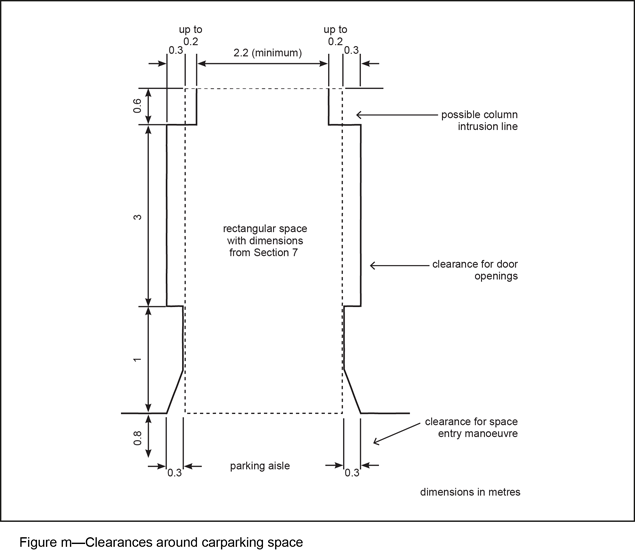 up to
0.2
up to
0.2
0.3
2.2 (minimum)
0.3
0.6
possible column
intrusion line
3
rectangular space
with dimensions
from Section 7
clearance for door
openings
1
0.8
clearance for space
entry manoeuvre
0.3
parking aisle
0.3
dimensions in metres
Figure m—Clearances around carparking space